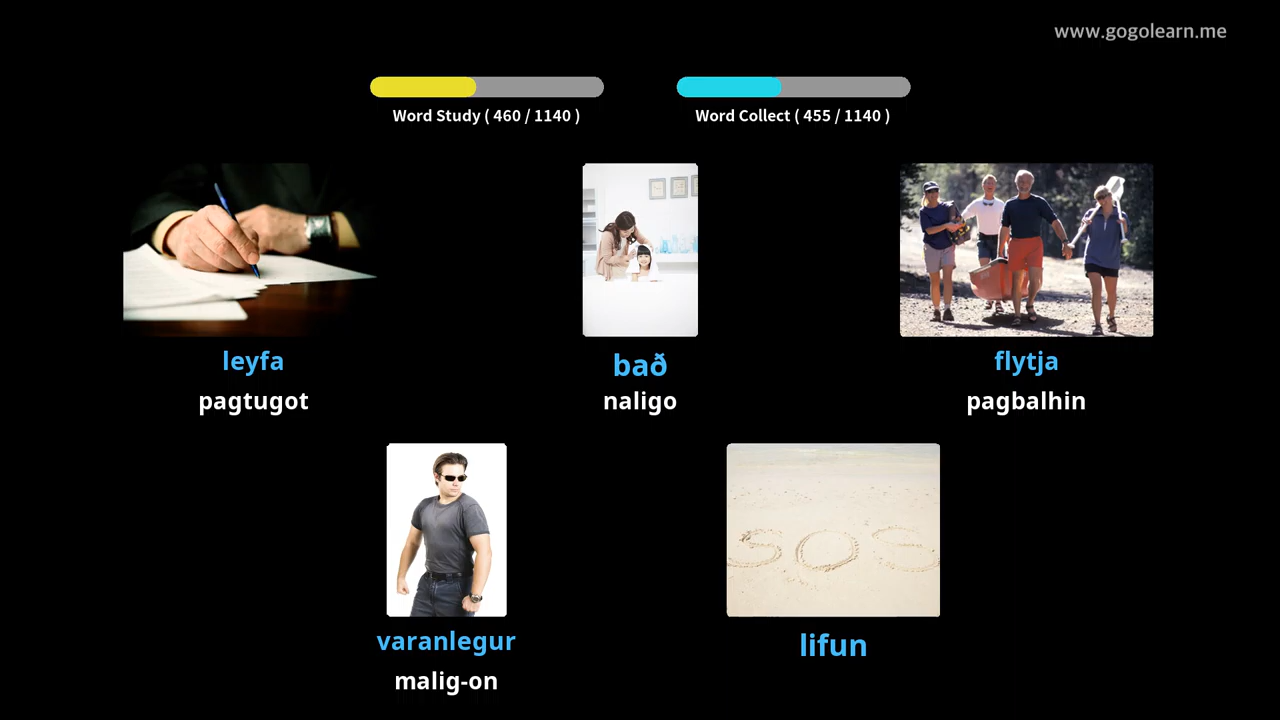 www.gogolearn.me
Word Study ( 460 / 1140 )
Word Collect ( 455 / 1140 )
leyfa
pagtugot
bað
naligo
flytja
pagbalhin
SOS
varanlegur
malig-on
lifun